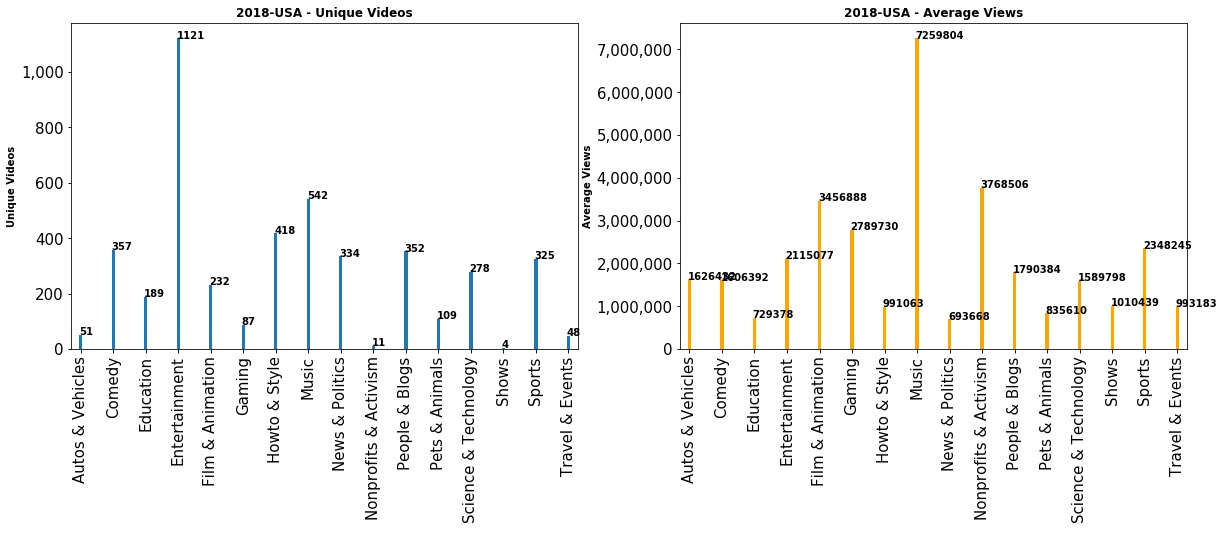 2018-USA - Unique Videos
Unique Videos
1,000
800
600
400
200
0
51
357
189
1121
232
87
418
542
334
11
352
109
278
4
325
48
Autos & Vehicles
Comedy
Education
Entertainment
Film & Animation
Gaming
Howto & Style
Music
News & Politics
Nonprofits & Activism
People & Blogs
Pets & Animals
Science & Technology
Shows
Sports
Travel & Events
2018-USA - Average Views
Average Views
7,000,000
6,000,000
5,000,000
4,000,000
3,000,000
2,000,000
1,000,000
0
729378
2115077
3456888
2789730
991063
7259804
693668
3768506
1790384
835610
1589798
1010439
2348245
993183
Autos & Vehicles
Comedy
Education
Entertainment
Film & Animation
Gaming
Howto & Style
Music
News & Politics
Nonprofits & Activism
People & Blogs
Pets & Animals
Science & Technology
Shows
Sports
Travel & Events